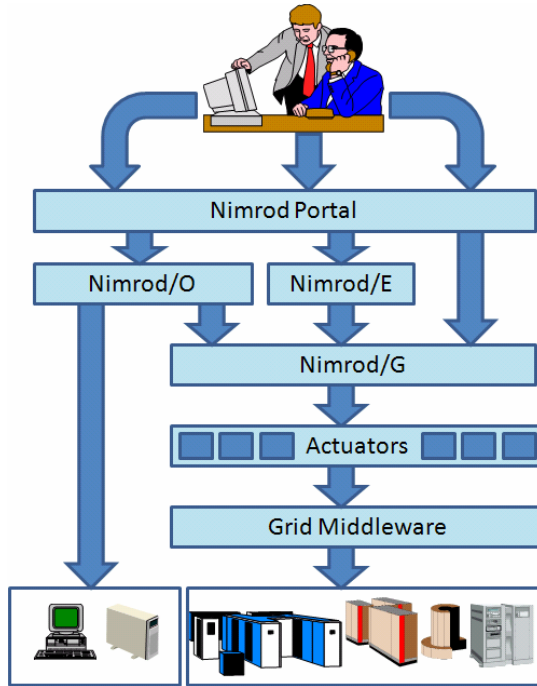 Nimrod Portal
Nimrod/O
Nimrod/E
Nimrod/G
Actuators
Grid Middleware